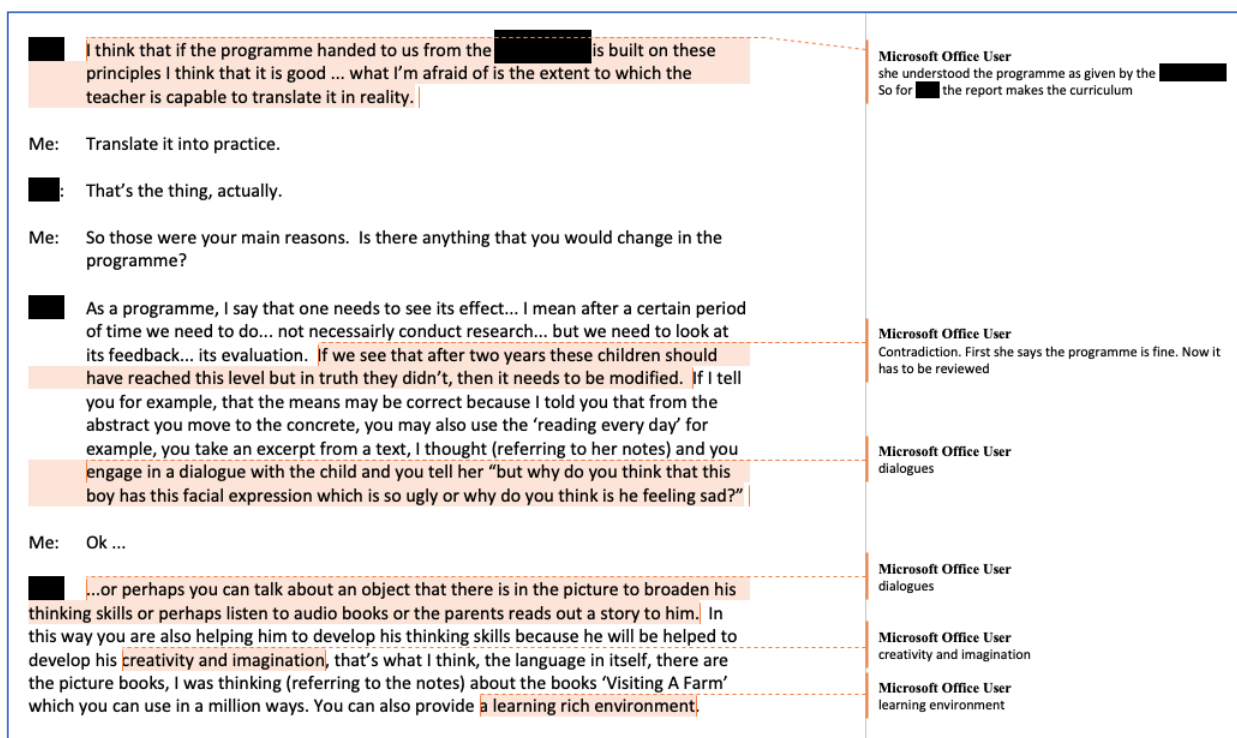 I think that if the programme handed to us from the is built on these
principles I think that it is good ... what I'm afraid of is the extent to which the
teacher is capable to translate it in reality.
Me: Translate it into practice.
: That's the thing, actually.
Me: So those were your main reasons. Is there anything that you would change in the
programme?
As a programme, I say that one needs to see its effect... I mean after a certain period
of time we need to do... not necessairly conduct research... but we need to look at
its feedback... its evaluation. If we see that after two years these children should
have reached this level but in truth they didn't, then it needs to be modified. If I tell
you for example, that the means may be correct because I told you that from the
abstract you move to the concrete, you may also use the 'reading every day' for
example, you take an excerpt from a text, I thought (referring to her notes) and you
engage in a dialogue with the child and you tell her "but why do you think that this
boy has this facial expression which is so ugly or why do you think is he feeling sad?"
Me: Ok ...
...or perhaps you can talk about an object that there is in the picture to broaden his
thinking skills or perhaps listen to audio books or the parents reads out a story to him. In
this way you are also helping him to develop his thinking skills because he will be helped to
develop his creativity and imagination, that's what I think, the language in itself, there are
the picture books, I was thinking (referring to the notes) about the books 'Visiting A Farm'
which you can use in a million ways. You can also provide a learning rich environment.
Microsoft Office User
she understood the programme as given by the
So for the report makes the curriculum
Microsoft Office User
Contradiction. First she says the programme is fine. Now it
has to be reviewed
Microsoft Office User
dialogues
Microsoft Office User
dialogues
Microsoft Office User
creativity and imagination
Microsoft Office User
learning environment